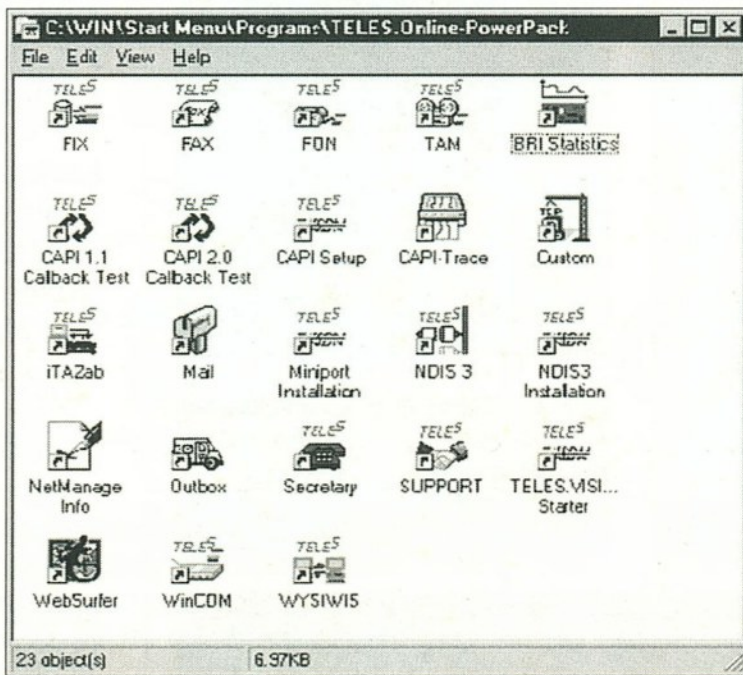 C:\WIN\Start Menu\Programs\TELES.Online-PowerPack
File Edit View Help
TELES TELES TELES TELES
FIX FAX FON TAM BRI Statistics
TELES TELES TELES
CAPI 1.1 Callback Test
CAPI 2.0 Callback Test
CAPI Setup
CAPI-Trace
Custom
TELES TELES TELES TELES
iTAZab
Mail
Miniport Installation
NDIS 3
NDIS3 Installation
TELES TELES TELES
NetManage Info
Outbox
Secretary
SUPPORT
TELES.VISI... Starter
TELES TELES
WebSurfer WinCOM WYSIWIS
23 object(s) 6.97KB